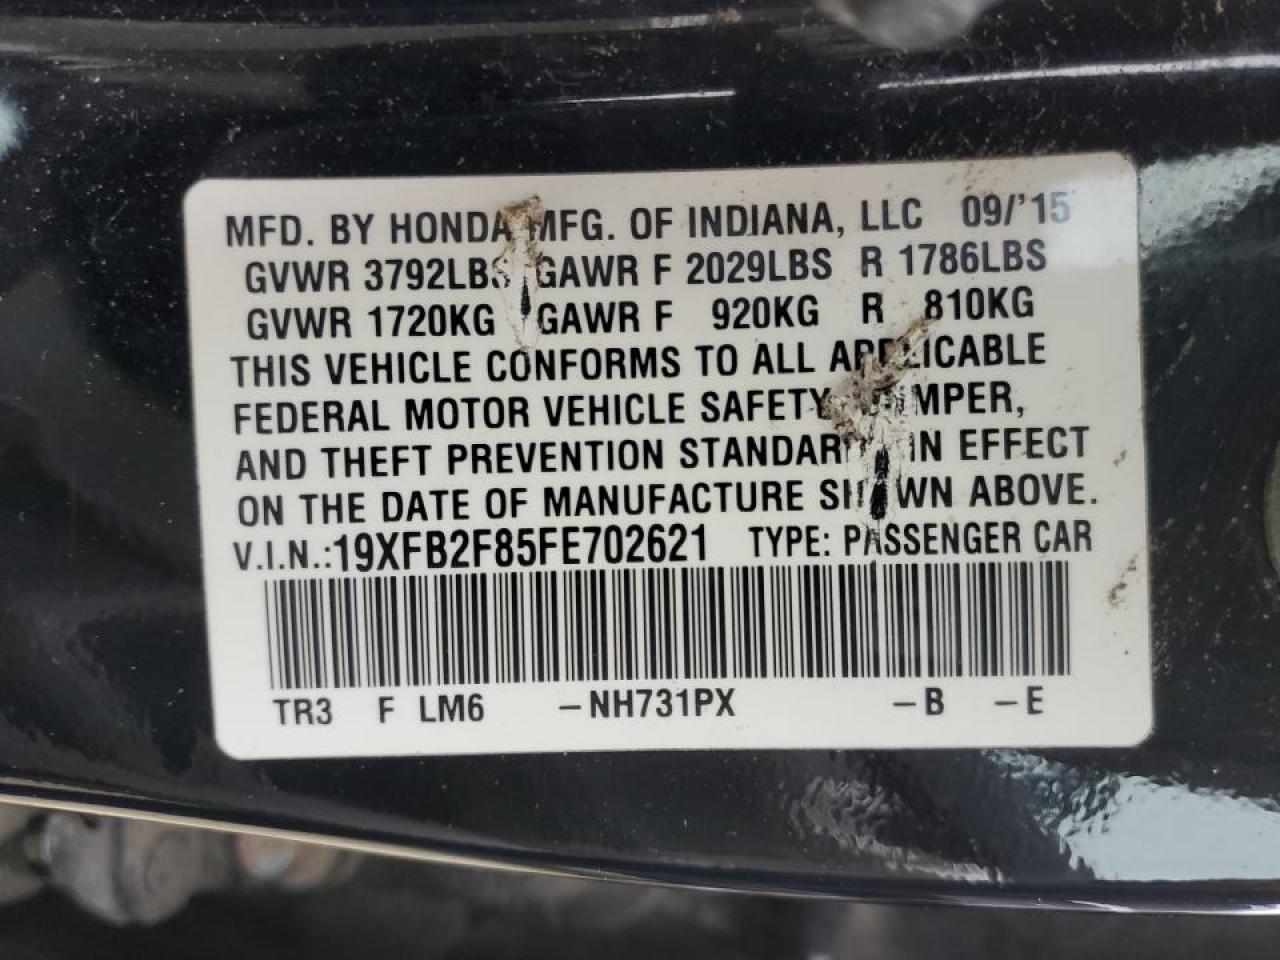 MFD. BY HONDA MFG. OF INDIANA, LLC 09/'15
GVWR 3792LBS GAWR F 2029LBS R 1786LBS
GVWR 1720KG GAWR F 920KG R 810KG
THIS VEHICLE CONFORMS TO ALL APPLICABLE
FEDERAL MOTOR VEHICLE SAFETY, BUMPER,
AND THEFT PREVENTION STANDARDS IN EFFECT
ON THE DATE OF MANUFACTURE SHOWN ABOVE.
V.I.N.:19XFB2F85FE702621 TYPE: PASSENGER CAR
TR3 F LM6 –NH731PX –B –E